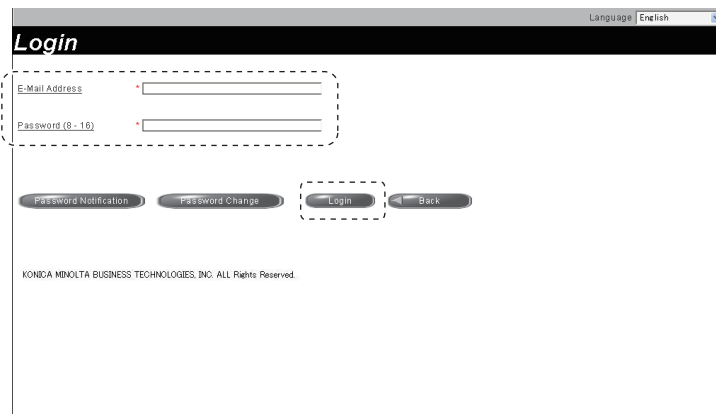 Language English
Login
E-Mail Address *
Password (8 - 16) *
Password Notification Password Change Login Back
KONICA MINOLTA BUSINESS TECHNOLOGIES, INC. ALL Rights Reserved.